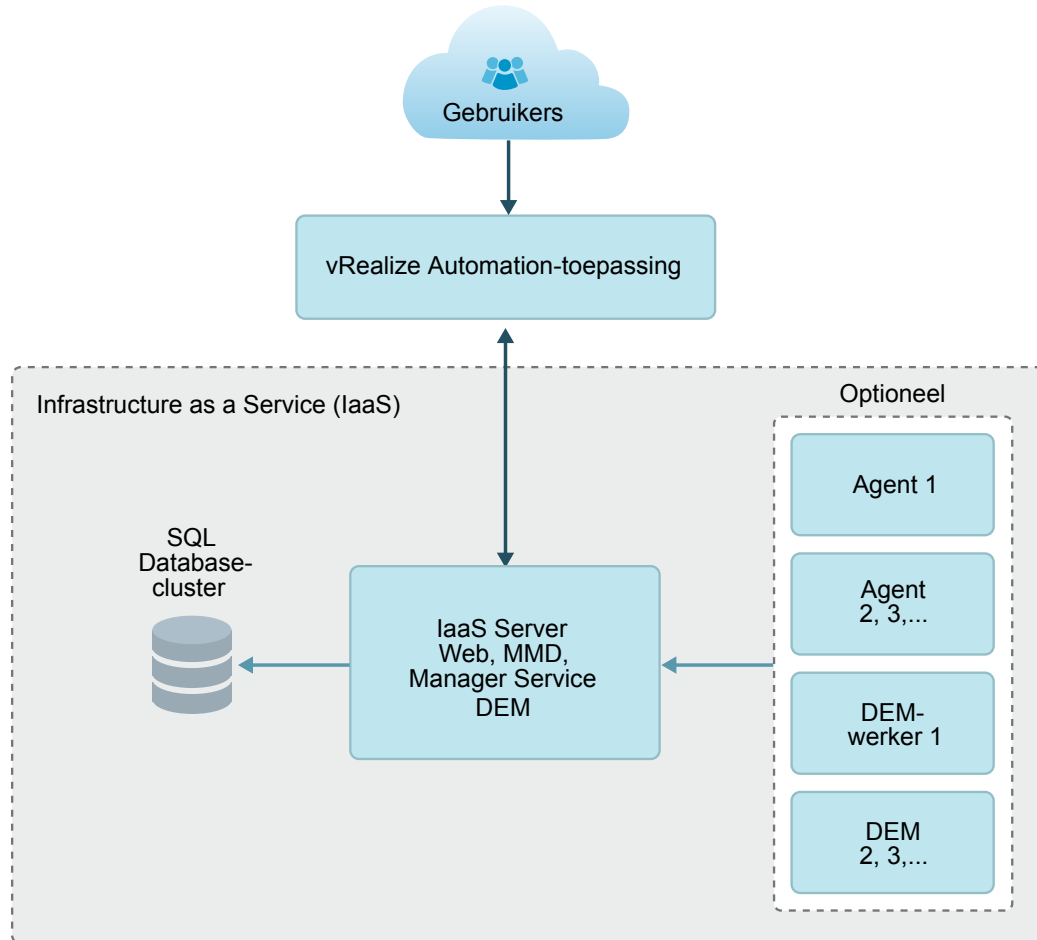 Gebruikers
vRealize Automation-toepassing
Infrastructure as a Service (IaaS)
Optioneel
Agent 1
Agent
2, 3,...
DEM-
werker 1
DEM
2, 3,...
SQL
Database-
cluster
IaaS Server
Web, MMD,
Manager Service
DEM